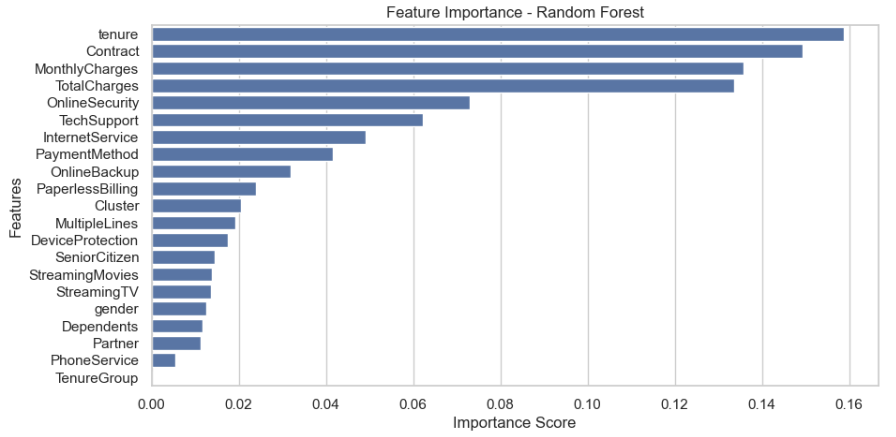 Feature Importance - Random Forest
tenure
Contract
MonthlyCharges
TotalCharges
OnlineSecurity
TechSupport
InternetService
PaymentMethod
OnlineBackup
PaperlessBilling
Cluster
MultipleLines
DeviceProtection
SeniorCitizen
StreamingMovies
StreamingTV
gender
Dependents
Partner
PhoneService
TenureGroup
Features
0.00 0.02 0.04 0.06 0.08 0.10 0.12 0.14 0.16
Importance Score